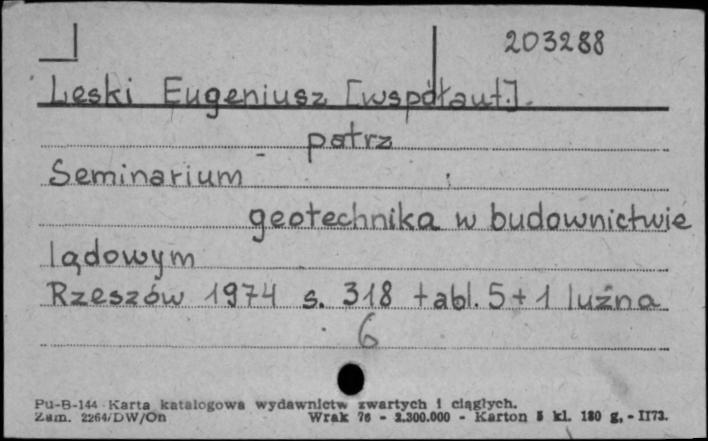 203288
Leski Eugeniusz [współaut.].
patrz
Seminarium
geotechnika w budownictwie
lądowym
Rzeszów 1974 s. 318 tabl. 5 + 1 luźna
6
Pu-B-144 Karta katalogowa wydawnictw zwartych i ciągłych.
Zam. 2264/DW/On Wrak 76 - 2.300.000 - Karton 5 kl. 180 g. - II73.